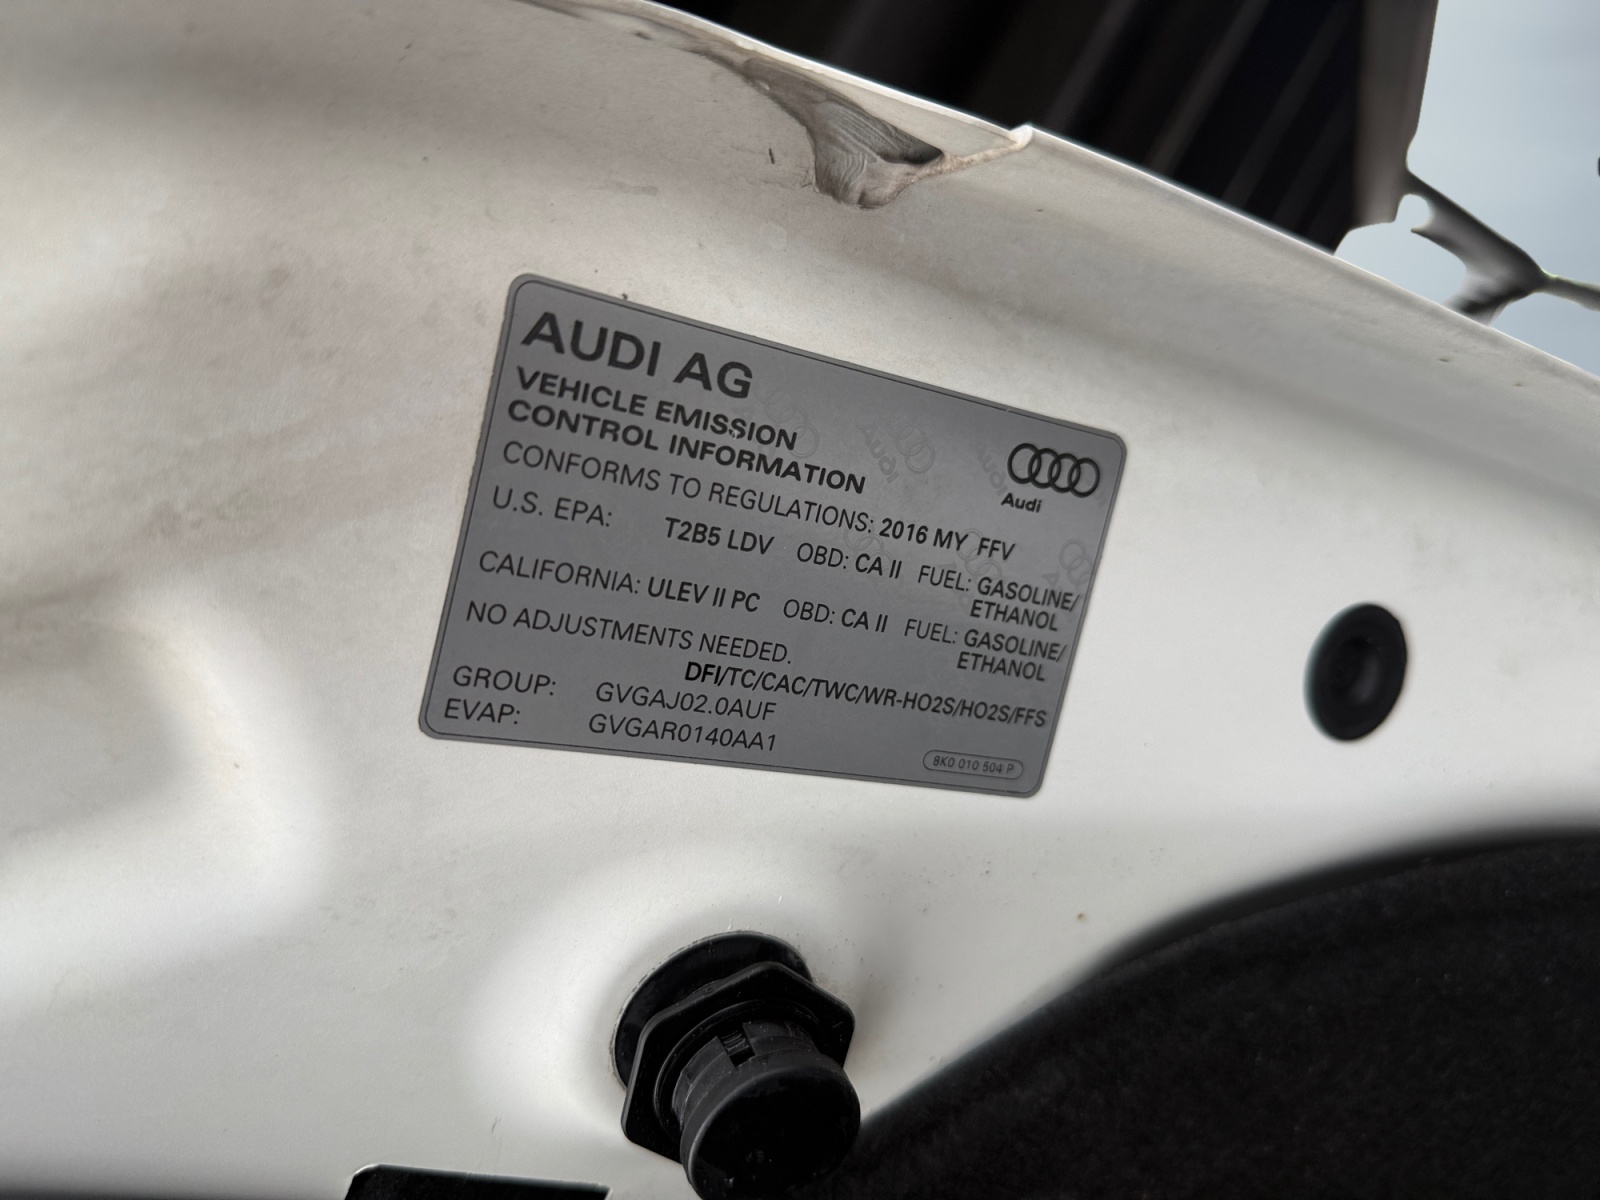 AUDI AG
VEHICLE EMISSION
CONTROL INFORMATION
Audi
CONFORMS TO REGULATIONS: 2016 MY FFV
U.S. EPA: T2B5 LDV OBD: CA II FUEL: GASOLINE/
ETHANOL
CALIFORNIA: ULEV II PC OBD: CA II FUEL: GASOLINE/
ETHANOL
NO ADJUSTMENTS NEEDED.
DFI/TC/CAC/TWC/WR-HO2S/HO2S/FFS
GROUP: GVGAJ02.0AUF
EVAP: GVGAR0140AA1
8K0 010 504 P